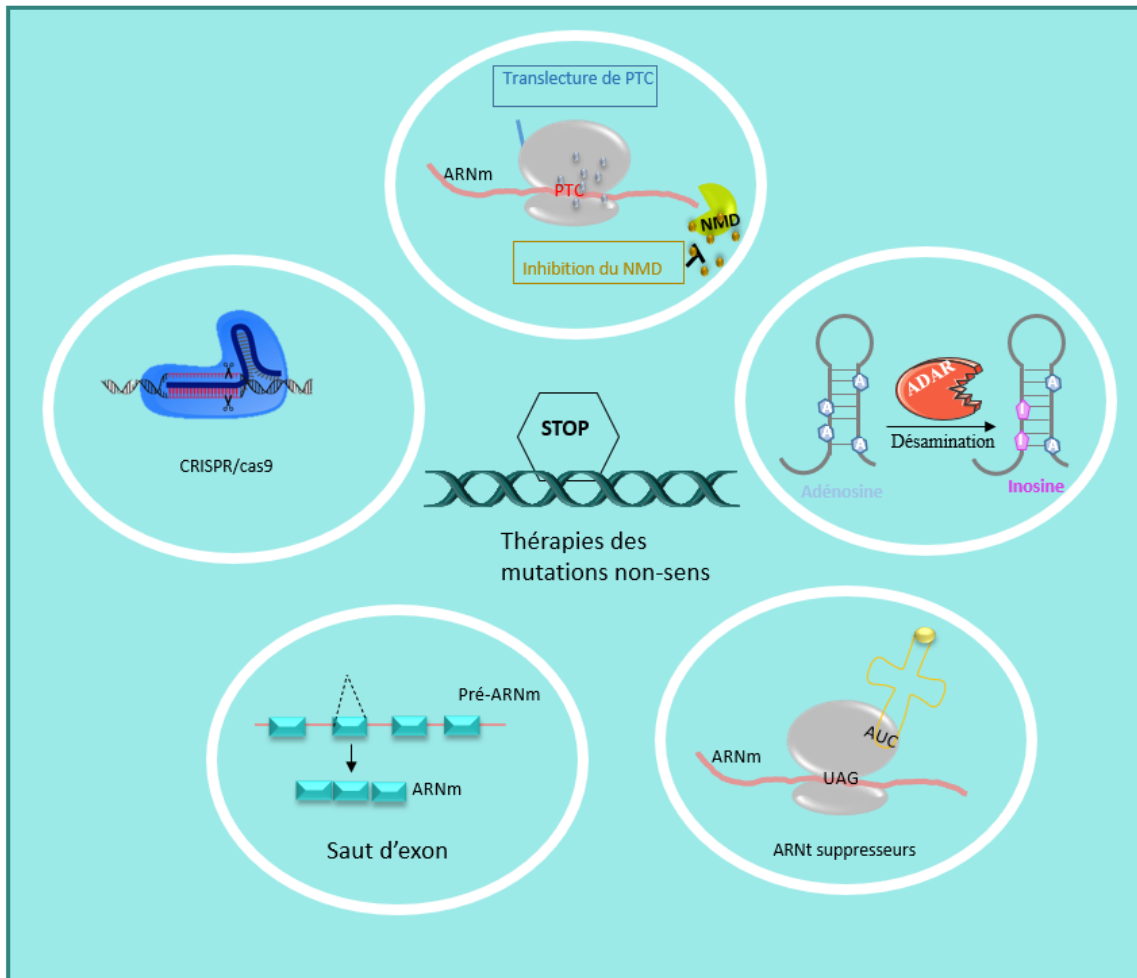 Translecture de PTC
ARNm
PTC
NMD
Inhibition du NMD
CRISPR/cas9
STOP
Thérapies des
mutations non-sens
A
A
A
A
ADAR
Désamination
A
I
I
A
Adénosine
Inosine
Pré-ARNm
ARNm
Saut d'exon
AUC
ARNm
UAG
ARNt suppresseurs